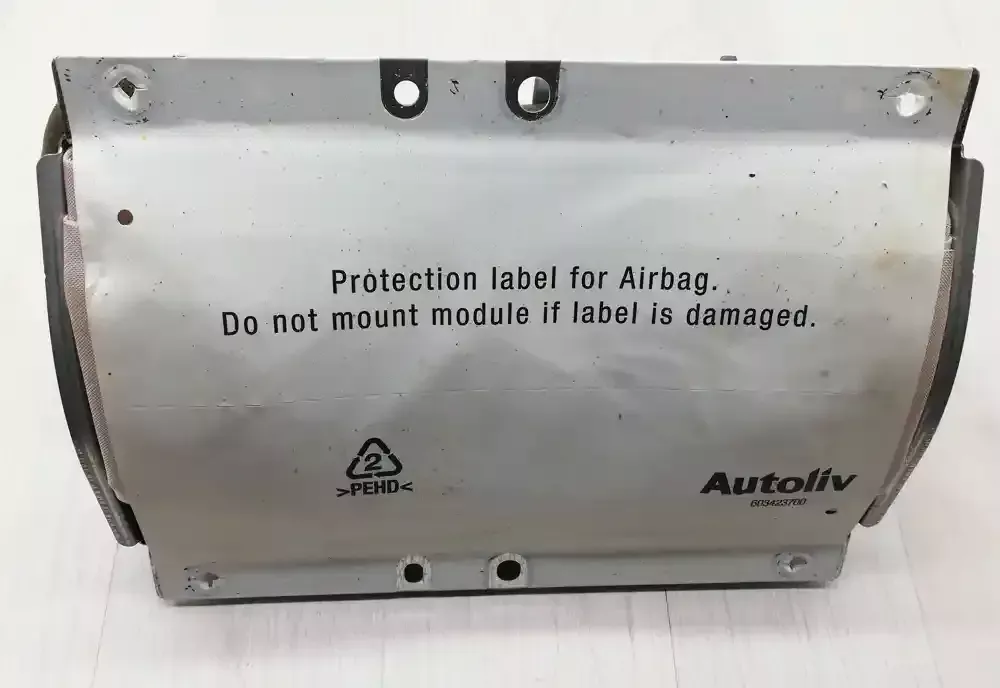 Protection label for Airbag.
Do not mount module if label is damaged.
2
>PEHD<
Autoliv
603423700